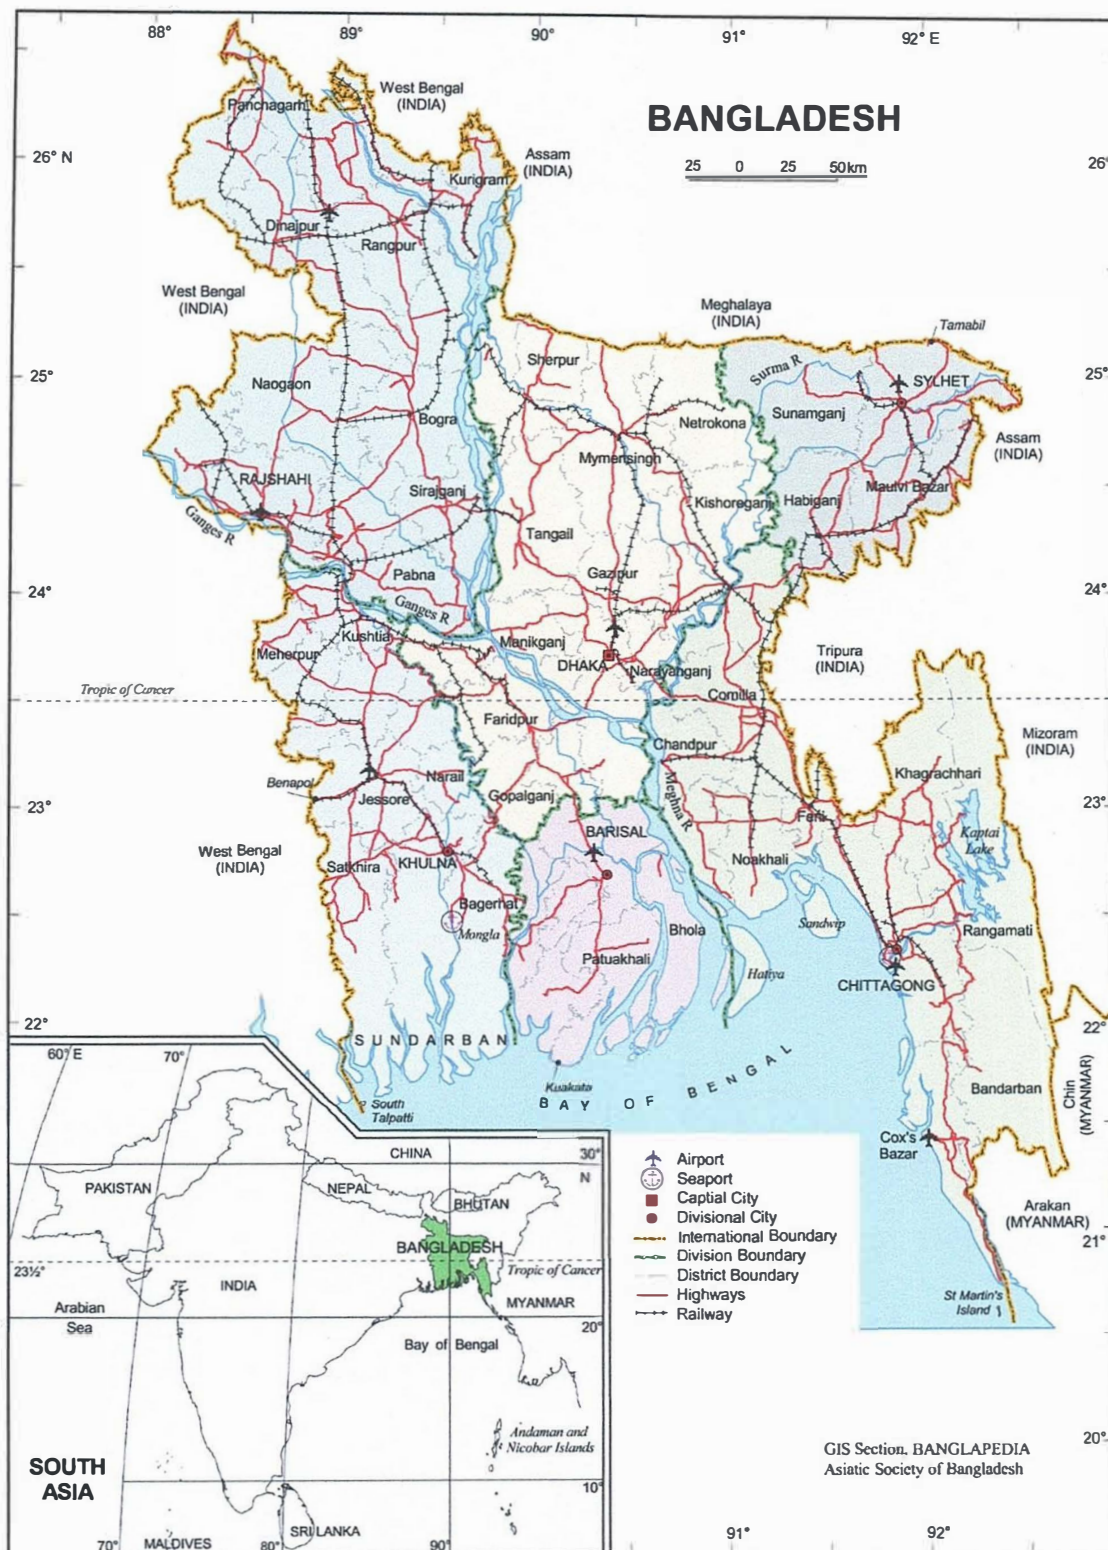 88°
89°
90°
91°
92° E
West Bengal
(INDIA)
BANGLADESH
Panchagarh
26° N
Assam
(INDIA)
26°
25 0 25 50km
Kurigram
Dinajpur
Rangpur
West Bengal
(INDIA)
Meghalaya
(INDIA)
Tamabil
Sherpur
Surma R
25°
Naogaon
SYLHET
25°
Bogra
Netrokona
Sunamganj
Assam
(INDIA)
Mymensingh
RAJSHAHI
Sirajganj
Kishoreganj
Habiganj
Maulvi Bazar
Ganges R
Tangail
Pabna
Gazipur
24°
Ganges R
24°
Kushtia
Manikganj
Meherpur
DHAKA
Narayanganj
Tripura
(INDIA)
Tropic of Cancer
Comilla
Faridpur
Chandpur
Mizoram
(INDIA)
Benapol
Narail
Khagrachhari
23°
Jessore
Gopalganj
Meghna R
Feni
23°
BARISAL
Kaptai
Lake
West Bengal
(INDIA)
Satkhira
KHULNA
Noakhali
Bagerhat
Sandwip
Mongla
Bhola
Rangamati
Patuakhali
Hatiya
CHITTAGONG
22°
SUNDARBAN
22°
Kuakata
BAY OF BENGAL
Bandarban
Chin
(MYANMAR)
South
Talpatti
Cox's
Bazar
Arakan
(MYANMAR)
21°
St Martin's
Island
20°
Airport
Seaport
Captial City
Divisional City
International Boundary
Division Boundary
District Boundary
Highways
Railway
60° E
70°
CHINA
30°
N
PAKISTAN
NEPAL
BHUTAN
BANGLADESH
23½°
Tropic of Cancer
INDIA
MYANMAR
Arabian
Sea
20°
Bay of Bengal
Andaman and
Nicobar Islands
SOUTH
ASIA
10°
SRI LANKA
MALDIVES
70°
80°
90°
GIS Section, BANGLAPEDIA
Asiatic Society of Bangladesh
91°
92°